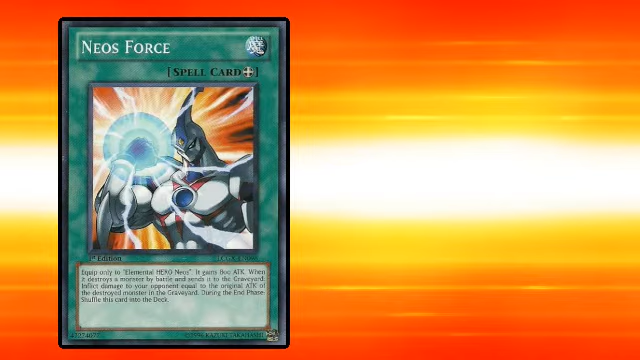 Neos Force
[Spell Card]
1st Edition
Equip only to "Elemental HERO Neos". It gains 800 ATK. When
it destroys a monster by battle and sends it to the Graveyard:
Inflict damage to your opponent equal to the original ATK of
the destroyed monster in the Graveyard. During the End Phase:
Shuffle this card into the Deck.
KAZUKI TAKAHASHI